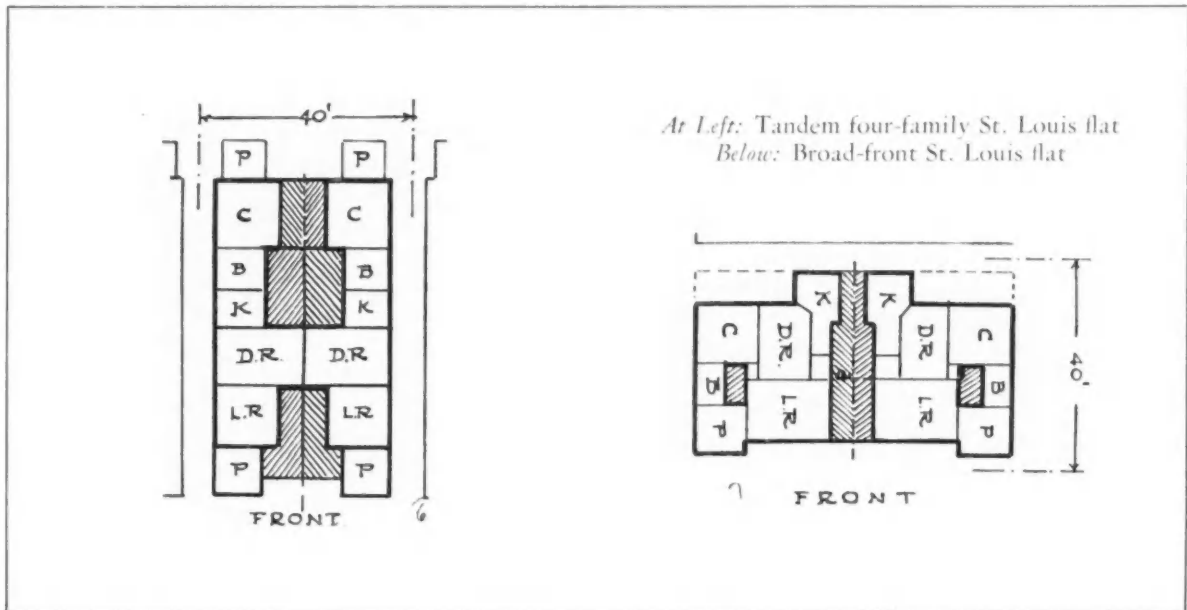 40'
P P
C C
B B
K K
D.R. D.R
L.R L.R
P P
FRONT.
6
At Left: Tandem four-family St. Louis flat
Below: Broad-front St. Louis flat
K K
C D.R. D.R C
B B
L.R L.R
P P
40'
7 FRONT